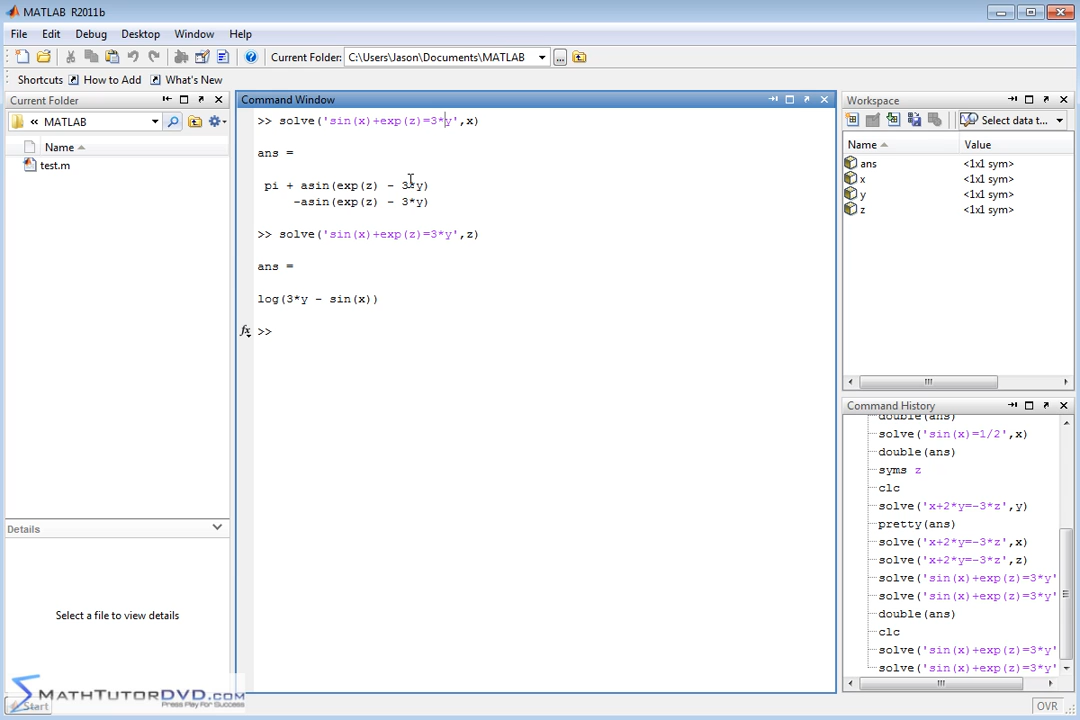 MATLAB R2011b
File Edit Debug Desktop Window Help
Current Folder: C:\Users\Jason\Documents\MATLAB
Shortcuts How to Add What's New
Current Folder
« MATLAB
Name
test.m
Details
Select a file to view details
Start
MATHTUTORDVD.COM
Press Play For Success
Command Window
>> solve('sin(x)+exp(z)=3*y',x)
ans =
pi + asin(exp(z) - 3*y)
-asin(exp(z) - 3*y)
>> solve('sin(x)+exp(z)=3*y',z)
ans =
log(3*y - sin(x))
fx >>
Workspace
Select data t...
Name Value
ans <1x1 sym>
x <1x1 sym>
y <1x1 sym>
z <1x1 sym>
Command History
double(ans)
solve('sin(x)=1/2',x)
double(ans)
syms z
clc
solve('x+2*y=-3*z',y)
pretty(ans)
solve('x+2*y=-3*z',x)
solve('x+2*y=-3*z',z)
solve('sin(x)+exp(z)=3*y'
solve('sin(x)+exp(z)=3*y'
double(ans)
clc
solve('sin(x)+exp(z)=3*y'
solve('sin(x)+exp(z)=3*y'
OVR